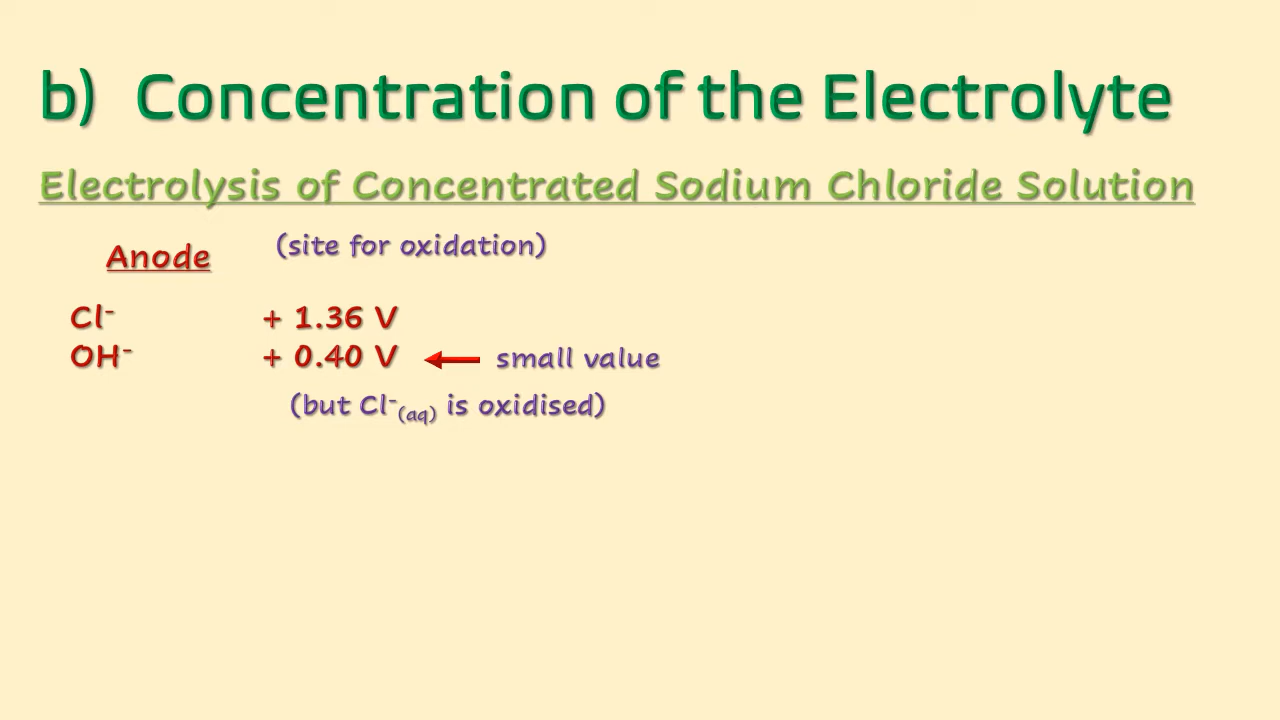 b) Concentration of the Electrolyte
Electrolysis of Concentrated Sodium Chloride Solution
Anode (site for oxidation)
Cl⁻ + 1.36 V
OH⁻ + 0.40 V small value
(but Cl⁻(aq) is oxidised)